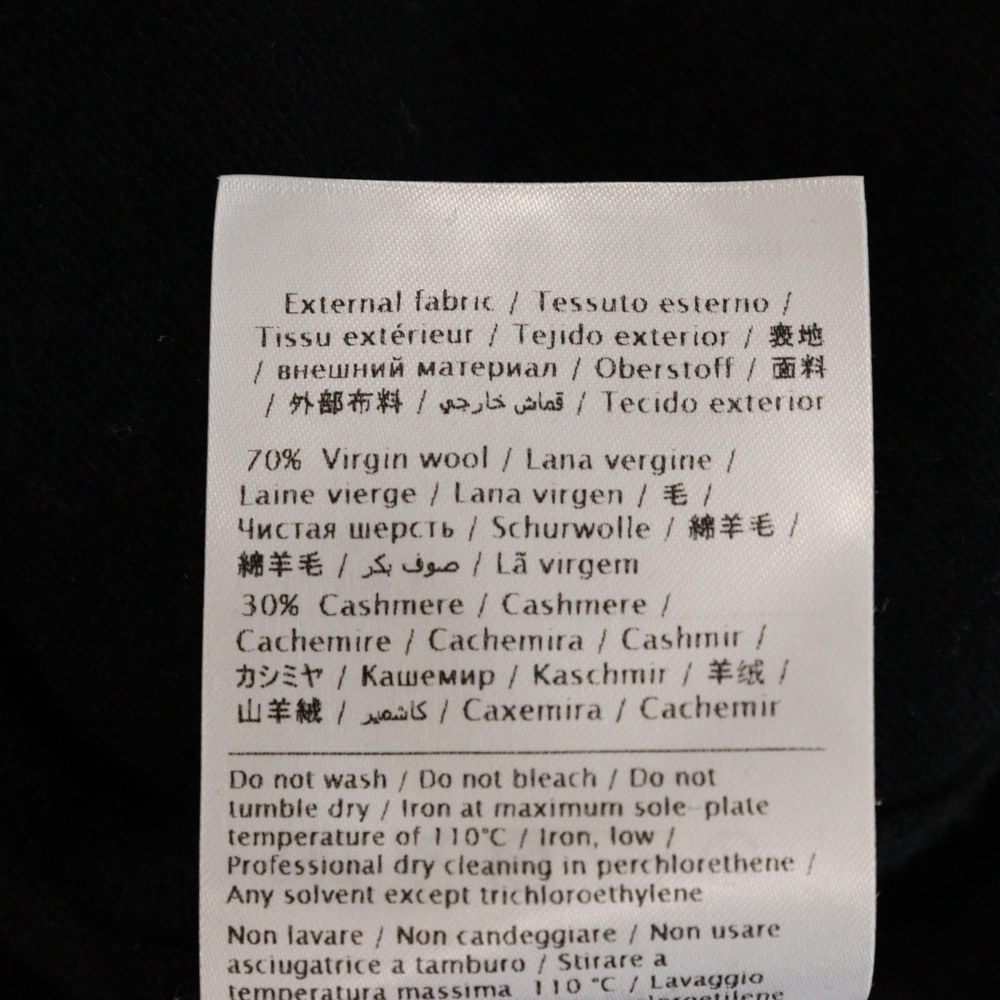 External fabric / Tessuto esterno /
Tissu extérieur / Tejido exterior / 表地
/ внешний материал / Oberstoff / 面料
/ 外部布料 / قماش خارجي / Tecido exterior
70% Virgin wool / Lana vergine /
Laine vierge / Lana virgen / 毛 /
Чистая шерсть / Schurwolle / 綿羊毛 /
綿羊毛 / صوف بكر / Lã virgem
30% Cashmere / Cashmere /
Cachemire / Cachemira / Cashmir /
カシミヤ / Кашемир / Kaschmir / 羊绒 /
山羊絨 / كاشمير / Caxemira / Cachemir
Do not wash / Do not bleach / Do not
tumble dry / Iron at maximum sole-plate
temperature of 110°C / Iron, low /
Professional dry cleaning in perchlorethene /
Any solvent except trichloroethylene
Non lavare / Non candeggiare / Non usare
asciugatrice a tamburo / Stirare a
temperatura massima 110 °C / Lavaggio